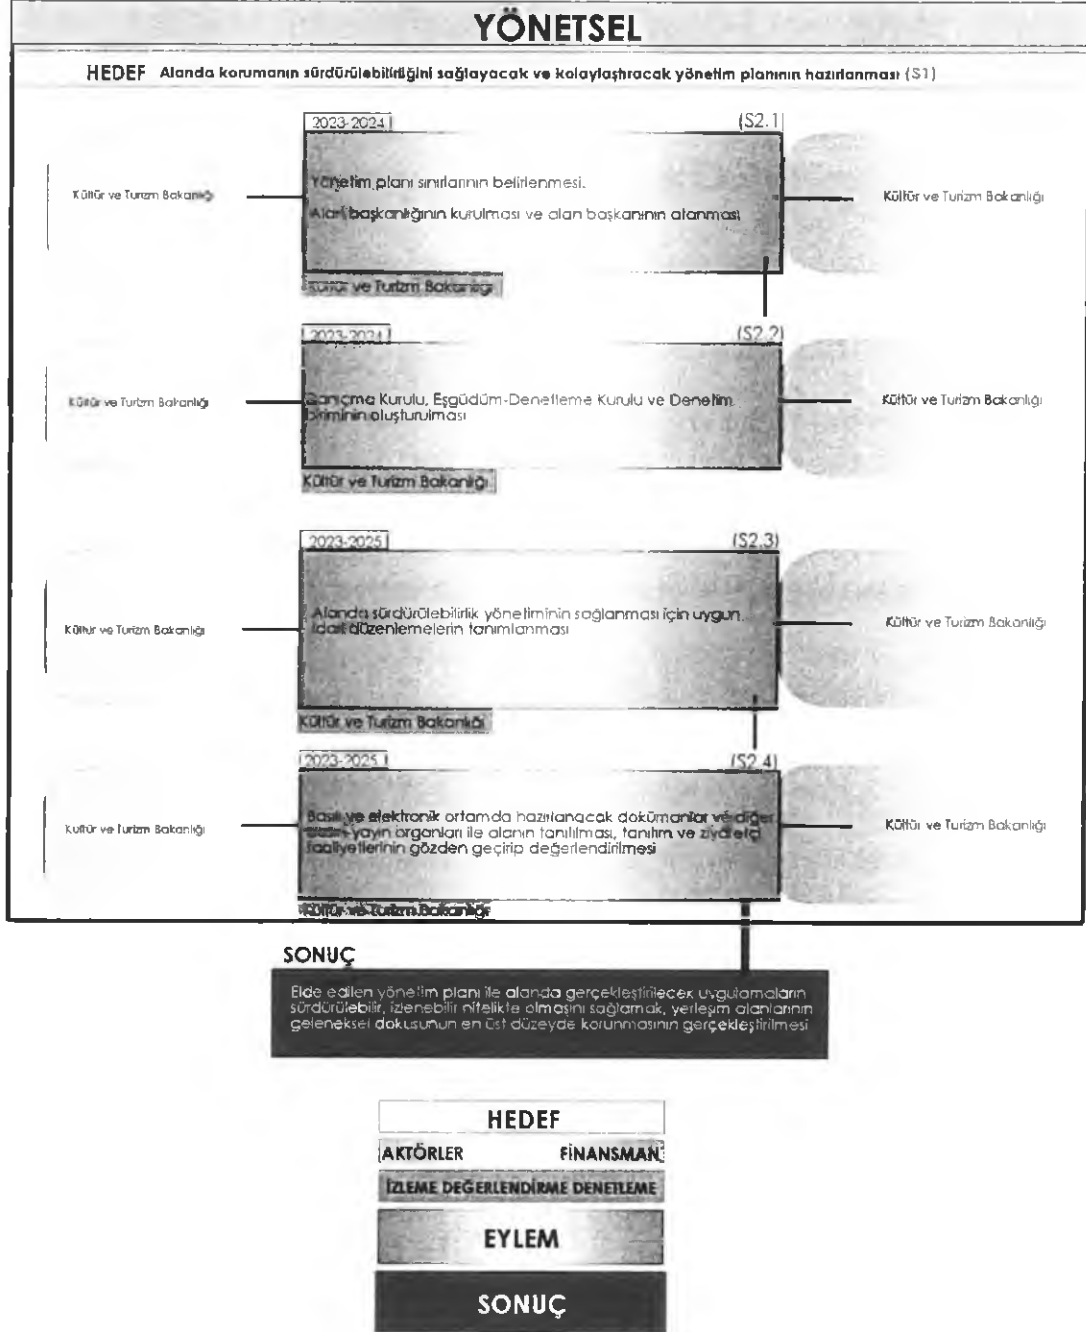 YÖNETSEL
HEDEF Alanda korumanın sürdürülebilirliğini sağlayacak ve kolaylaştıracak yönetim planının hazırlanması (S1)
2023-2024 (S2.1)
Kültür ve Turizm Bakanlığı
Yönetim planı sınırlarının belirlenmesi.
Alan başkanlığının kurulması ve alan başkanının atanması
Kültür ve Turizm Bakanlığı
Kültür ve Turizm Bakanlığı
2023-2024 (S2.2)
Kültür ve Turizm Bakanlığı
Danışma Kurulu, Eşgüdüm-Denetleme Kurulu ve Denetim
biriminin oluşturulması
Kültür ve Turizm Bakanlığı
Kültür ve Turizm Bakanlığı
2023-2025 (S2.3)
Kültür ve Turizm Bakanlığı
Alanda sürdürülebilirlik yönetiminin sağlanması için uygun
idari düzenlemelerin tanımlanması
Kültür ve Turizm Bakanlığı
Kültür ve Turizm Bakanlığı
2023-2025 (S2.4)
Kültür ve Turizm Bakanlığı
Basılı ve elektronik ortamda hazırlanacak dokümanlar ve diğer
basın-yayın organları ile alanın tanıtılması, tanıtım ve ziyaretçi
faaliyetlerinin gözden geçirip değerlendirilmesi
Kültür ve Turizm Bakanlığı
Kültür ve Turizm Bakanlığı
SONUÇ
Elde edilen yönetim planı ile alanda gerçekleştirilecek uygulamaların
sürdürülebilir, izlenebilir nitelikte olmasını sağlamak, yerleşim alanlarının
geleneksel dokusunun en üst düzeyde korunmasının gerçekleştirilmesi
HEDEF
AKTÖRLER FİNANSMAN
İZLEME DEĞERLENDİRME DENETLEME
EYLEM
SONUÇ